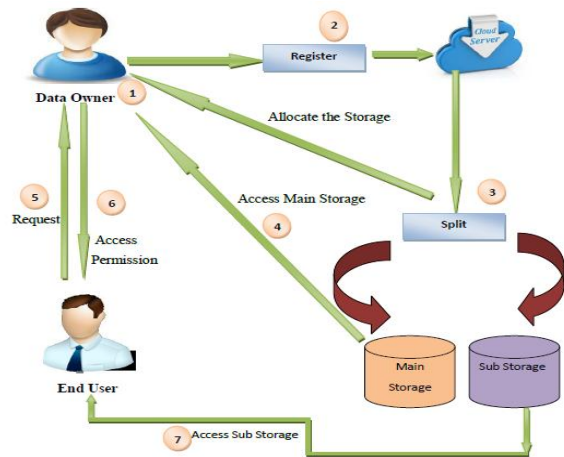 2
Cloud
Server
Register
Data Owner
1
Allocate the Storage
5
Request
6
Access
Permission
Access Main Storage
4
3
Split
Main
Storage
Sub Storage
End User
7
Access Sub Storage